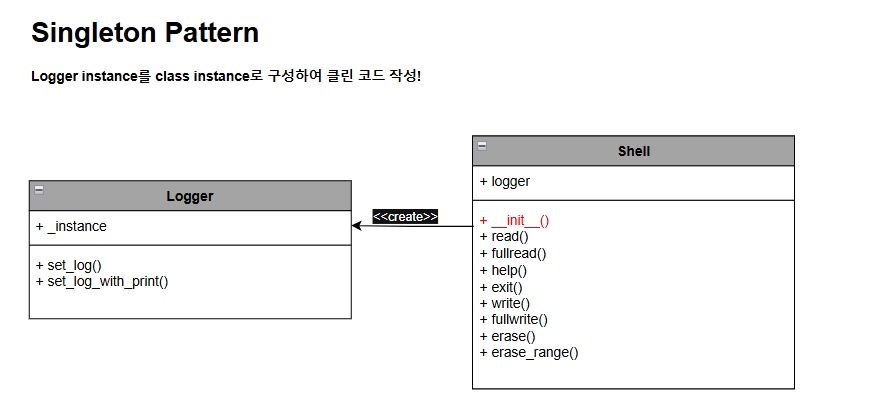 Singleton Pattern
Logger instance를 class instance로 구성하여 클린 코드 작성!
Logger
+ _instance
+ set_log()
+ set_log_with_print()
<<create>>
Shell
+ logger
+ __init__()
+ read()
+ fullread()
+ help()
+ exit()
+ write()
+ fullwrite()
+ erase()
+ erase_range()